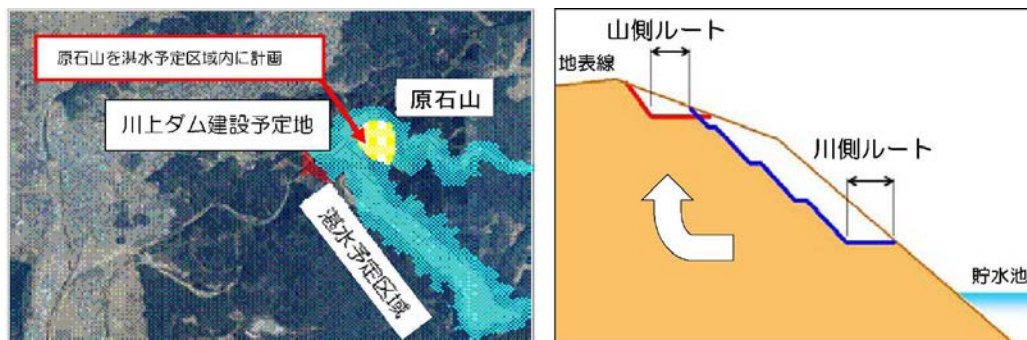 原石山を湛水予定区域内に計画
原石山
川上ダム建設予定地
湛水予定区域
山側ルート
地表線
川側ルート
貯水池